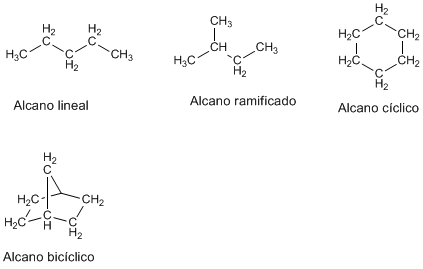 H2 H2
H3C C C CH3
C
H2
Alcano lineal
CH3
CH CH3
H3C C
H2
Alcano ramificado
H2
C
H2C CH2
H2C CH2
C
H2
Alcano cíclico
H2
C
H2C CH2
H2C C C
H H2
Alcano bicíclico